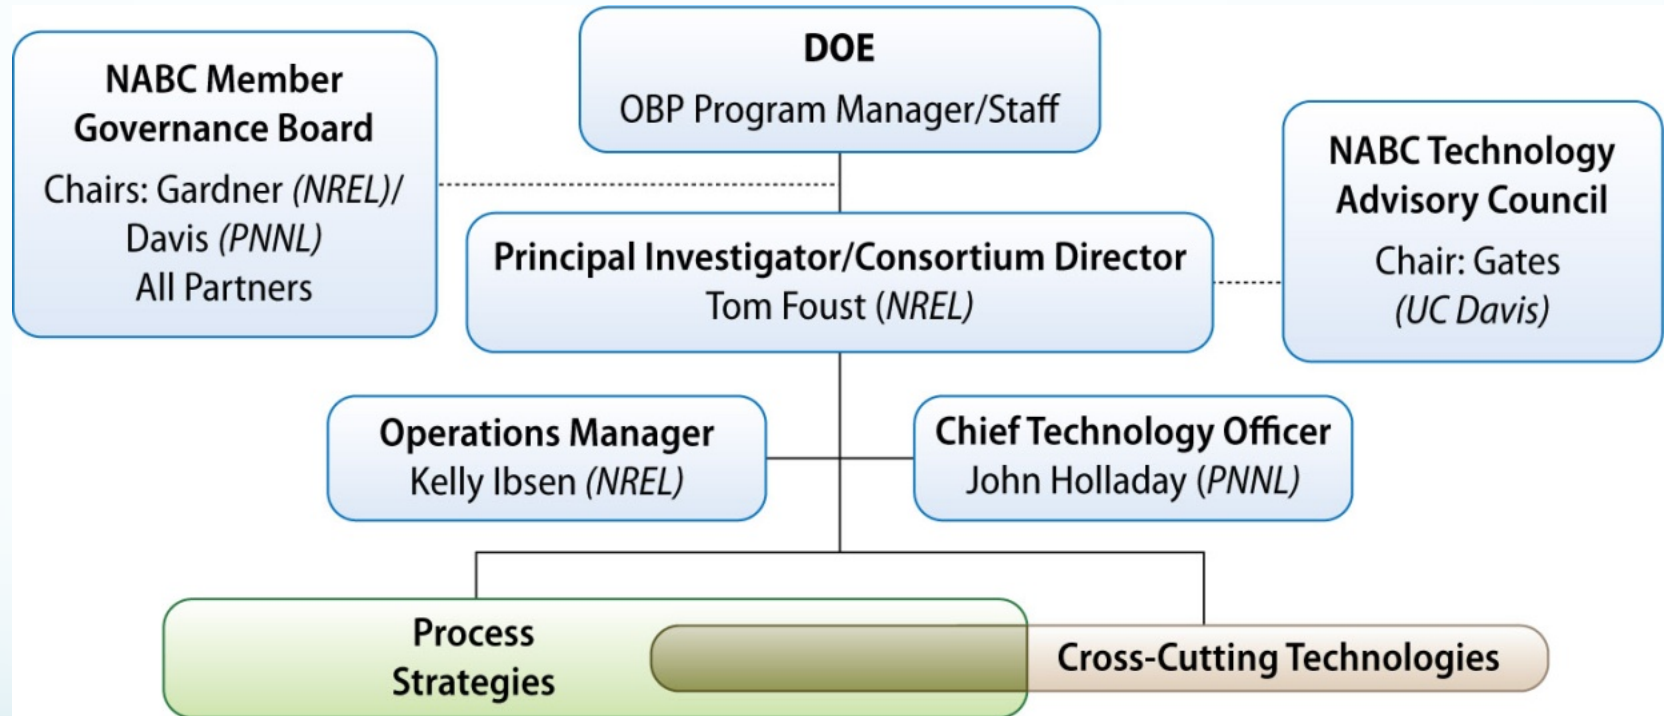 DOE
OBP Program Manager/Staff
NABC Member
Governance Board
Chairs: Gardner (NREL)/
Davis (PNNL)
All Partners
NABC Technology
Advisory Council
Chair: Gates
(UC Davis)
Principal Investigator/Consortium Director
Tom Foust (NREL)
Operations Manager
Kelly Ibsen (NREL)
Chief Technology Officer
John Holladay (PNNL)
Process
Strategies
Cross-Cutting Technologies